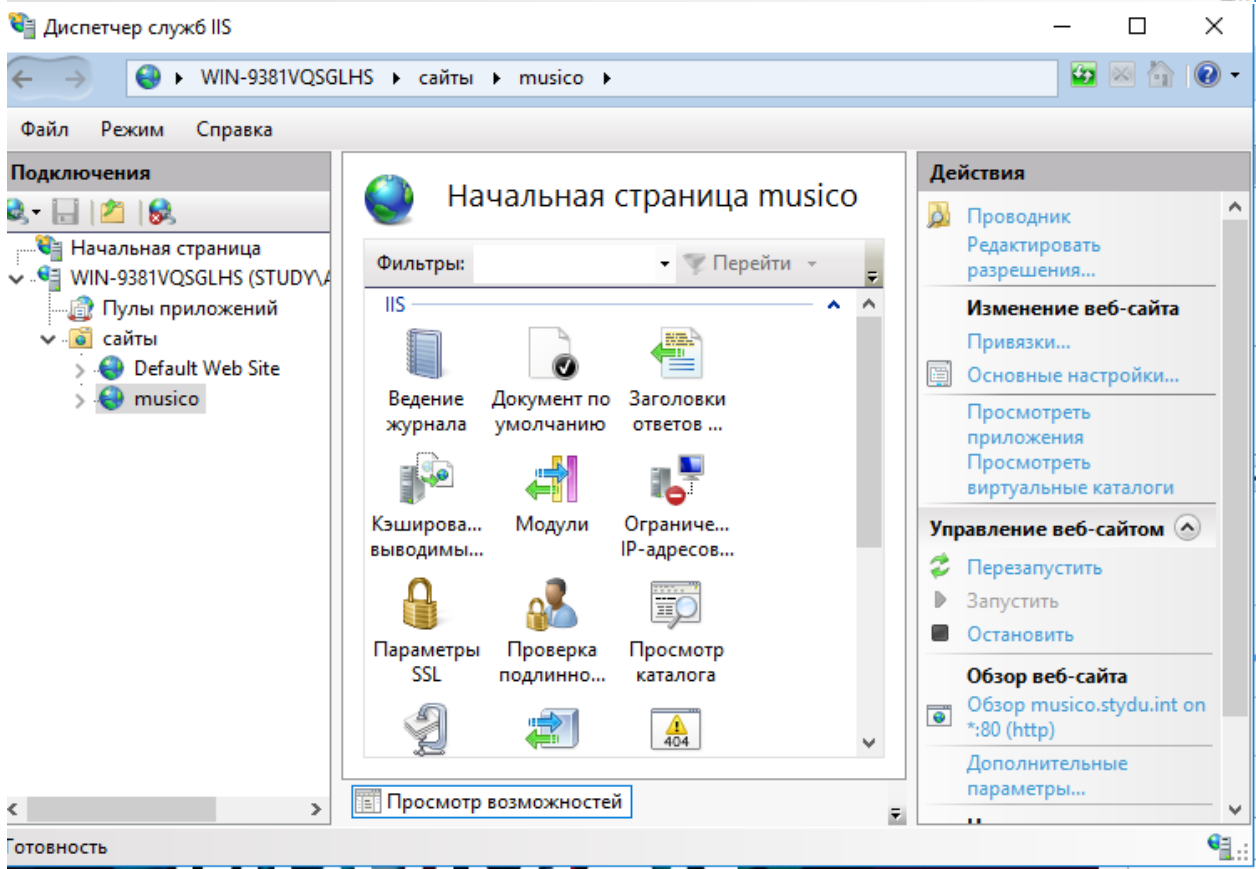 Диспетчер служб IIS
WIN-9381VQSGLHS сайты musico
Файл Режим Справка
Подключения
Начальная страница
WIN-9381VQSGLHS (STUDY\A
Пулы приложений
сайты
Default Web Site
musico
Начальная страница musico
Фильтры: Перейти
IIS
Ведение
журнала
Документ по
умолчанию
Заголовки
ответов ...
Кэширова...
выводимы...
Модули
Ограниче...
IP-адресов...
Параметры
SSL
Проверка
подлинно...
Просмотр
каталога
404
Просмотр возможностей
Действия
Проводник
Редактировать
разрешения...
Изменение веб-сайта
Привязки...
Основные настройки...
Просмотреть
приложения
Просмотреть
виртуальные каталоги
Управление веб-сайтом
Перезапустить
Запустить
Остановить
Обзор веб-сайта
Обзор musico.stydu.int on
*:80 (http)
Дополнительные
параметры...
Готовность